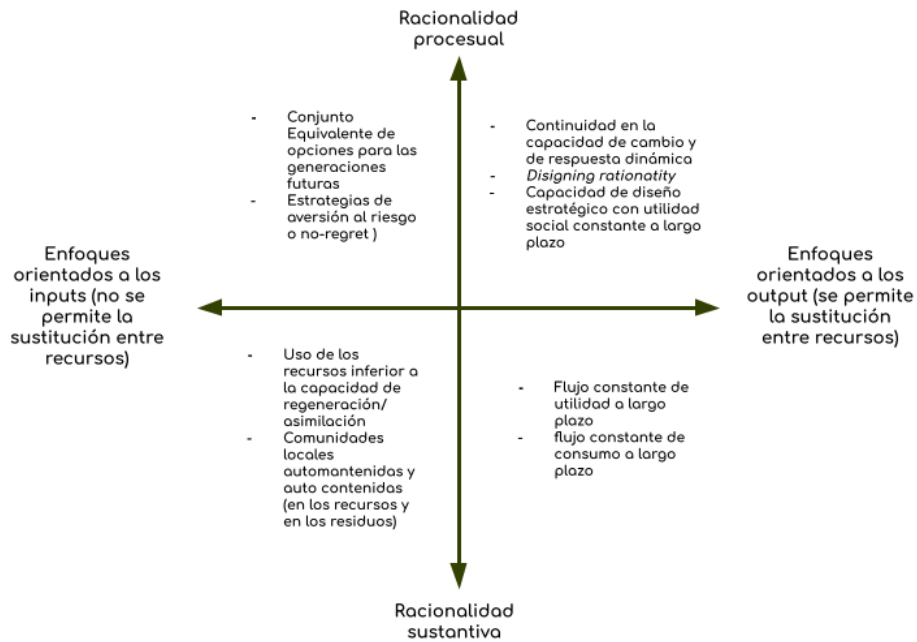 Racionalidad
procesual
- Conjunto
Equivalente de
opciones para las
generaciones
futuras
- Estrategias de
aversión al riesgo
o no-regret )
- Continuidad en la
capacidad de cambio y
de respuesta dinámica
- Disigning rationatity
- Capacidad de diseño
estratégico con utilidad
social constante a largo
plazo
Enfoques
orientados a los
inputs (no se
permite la
sustitución entre
recursos)
Enfoques
orientados a los
output (se permite
la sustitución
entre recursos)
- Uso de los
recursos inferior a
la capacidad de
regeneración/
asimilación
- Comunidades
locales
automantenidas y
auto contenidas
(en los recursos y
en los residuos)
- Flujo constante de
utilidad a largo
plazo
- flujo constante de
consumo a largo
plazo
Racionalidad
sustantiva